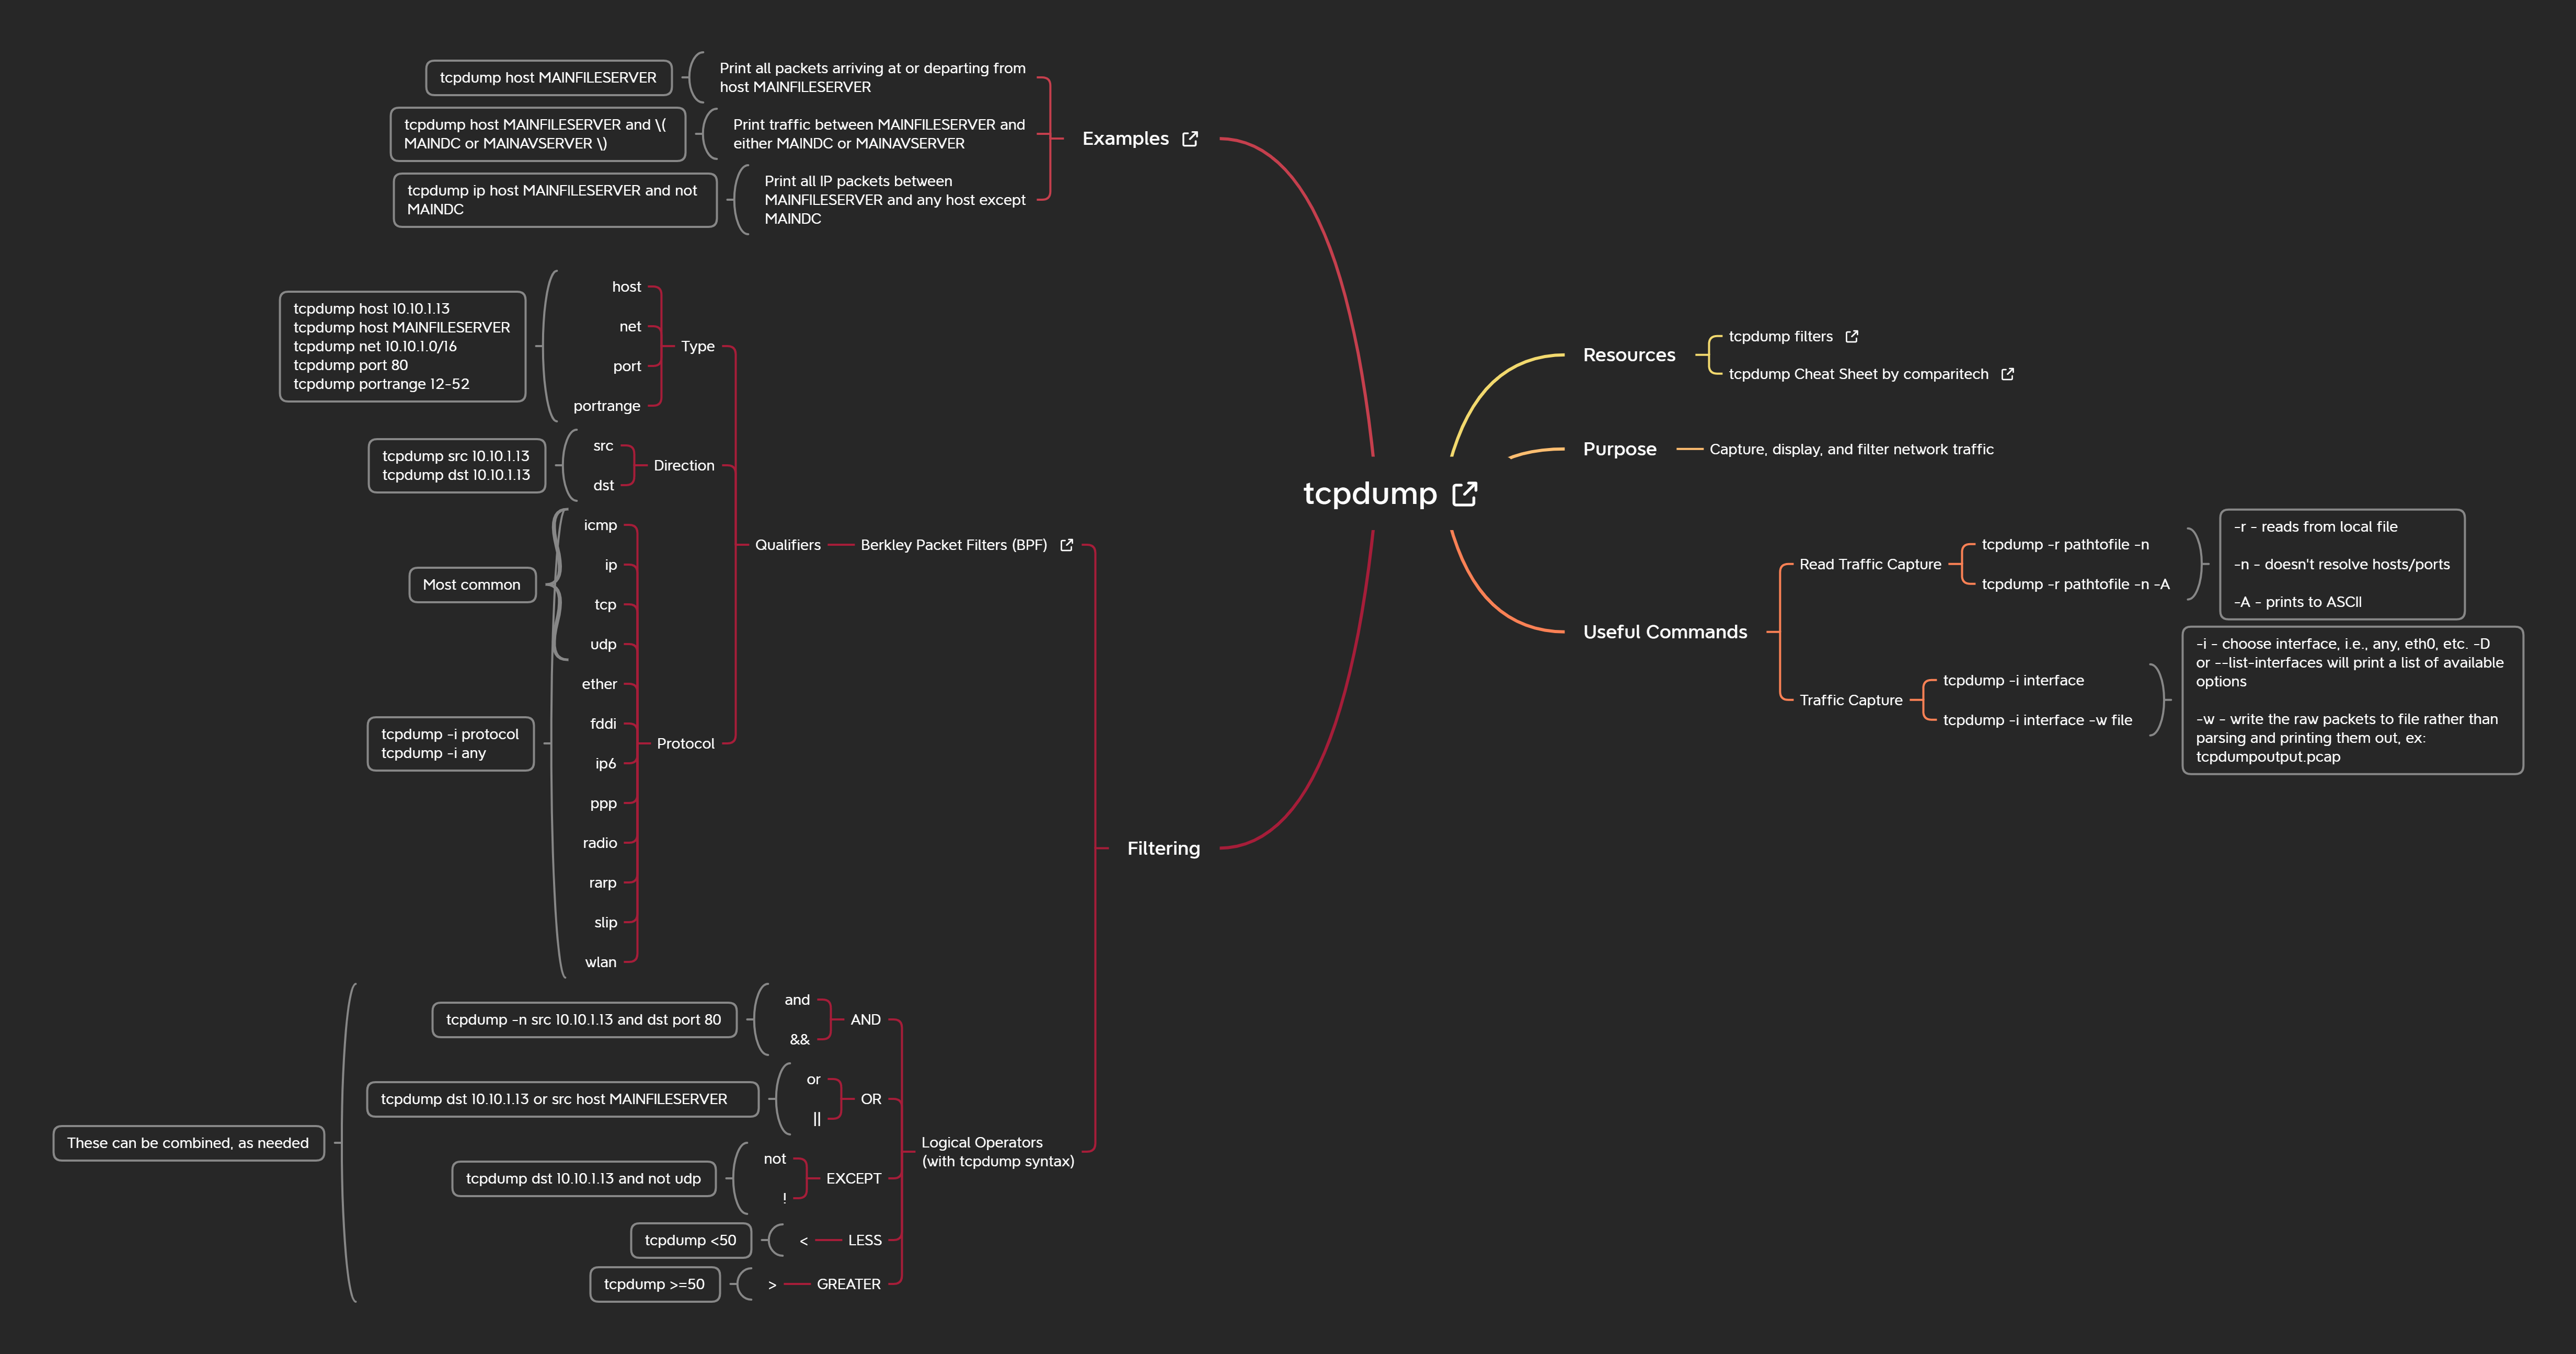 tcpdump
Examples
Print all packets arriving at or departing from
host MAINFILESERVER
tcpdump host MAINFILESERVER
Print traffic between MAINFILESERVER and
either MAINDC or MAINAVSERVER
tcpdump host MAINFILESERVER and \(
MAINDC or MAINAVSERVER \)
Print all IP packets between
MAINFILESERVER and any host except
MAINDC
tcpdump ip host MAINFILESERVER and not
MAINDC
Resources
tcpdump filters
tcpdump Cheat Sheet by comparitech
Purpose
Capture, display, and filter network traffic
Useful Commands
Read Traffic Capture
tcpdump -r pathtofile -n
tcpdump -r pathtofile -n -A
-r - reads from local file
-n - doesn't resolve hosts/ports
-A - prints to ASCII
Traffic Capture
tcpdump -i interface
tcpdump -i interface -w file
-i - choose interface, i.e., any, eth0, etc. -D
or --list-interfaces will print a list of available
options
-w - write the raw packets to file rather than
parsing and printing them out, ex:
tcpdumpoutput.pcap
Filtering
Berkley Packet Filters (BPF)
Qualifiers
Type
host
net
port
portrange
tcpdump host 10.10.1.13
tcpdump host MAINFILESERVER
tcpdump net 10.10.1.0/16
tcpdump port 80
tcpdump portrange 12-52
Direction
src
dst
tcpdump src 10.10.1.13
tcpdump dst 10.10.1.13
Protocol
icmp
ip
tcp
udp
Most common
ether
fddi
ip6
ppp
radio
rarp
slip
wlan
tcpdump -i protocol
tcpdump -i any
Logical Operators
(with tcpdump syntax)
AND
and
&&
tcpdump -n src 10.10.1.13 and dst port 80
OR
or
||
tcpdump dst 10.10.1.13 or src host MAINFILESERVER
EXCEPT
not
!
tcpdump dst 10.10.1.13 and not udp
LESS
<
tcpdump <50
GREATER
>
tcpdump >=50
These can be combined, as needed